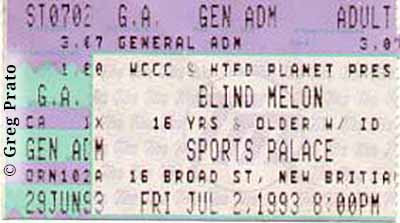 ST0702 G.A. GEN ADM ADULT
3.07 GENERAL ADM 3.07
1.80 WCCC & HTFD PLANET PRES
G.A. BLIND MELON
CA 1X 16 YRS & OLDER W/ ID
GEN ADM SPORTS PALACE
ORN102A 16 BROAD ST, NEW BRITIA
29JUN93 FRI JUL 2,1993 8:00PM
© Greg Prato